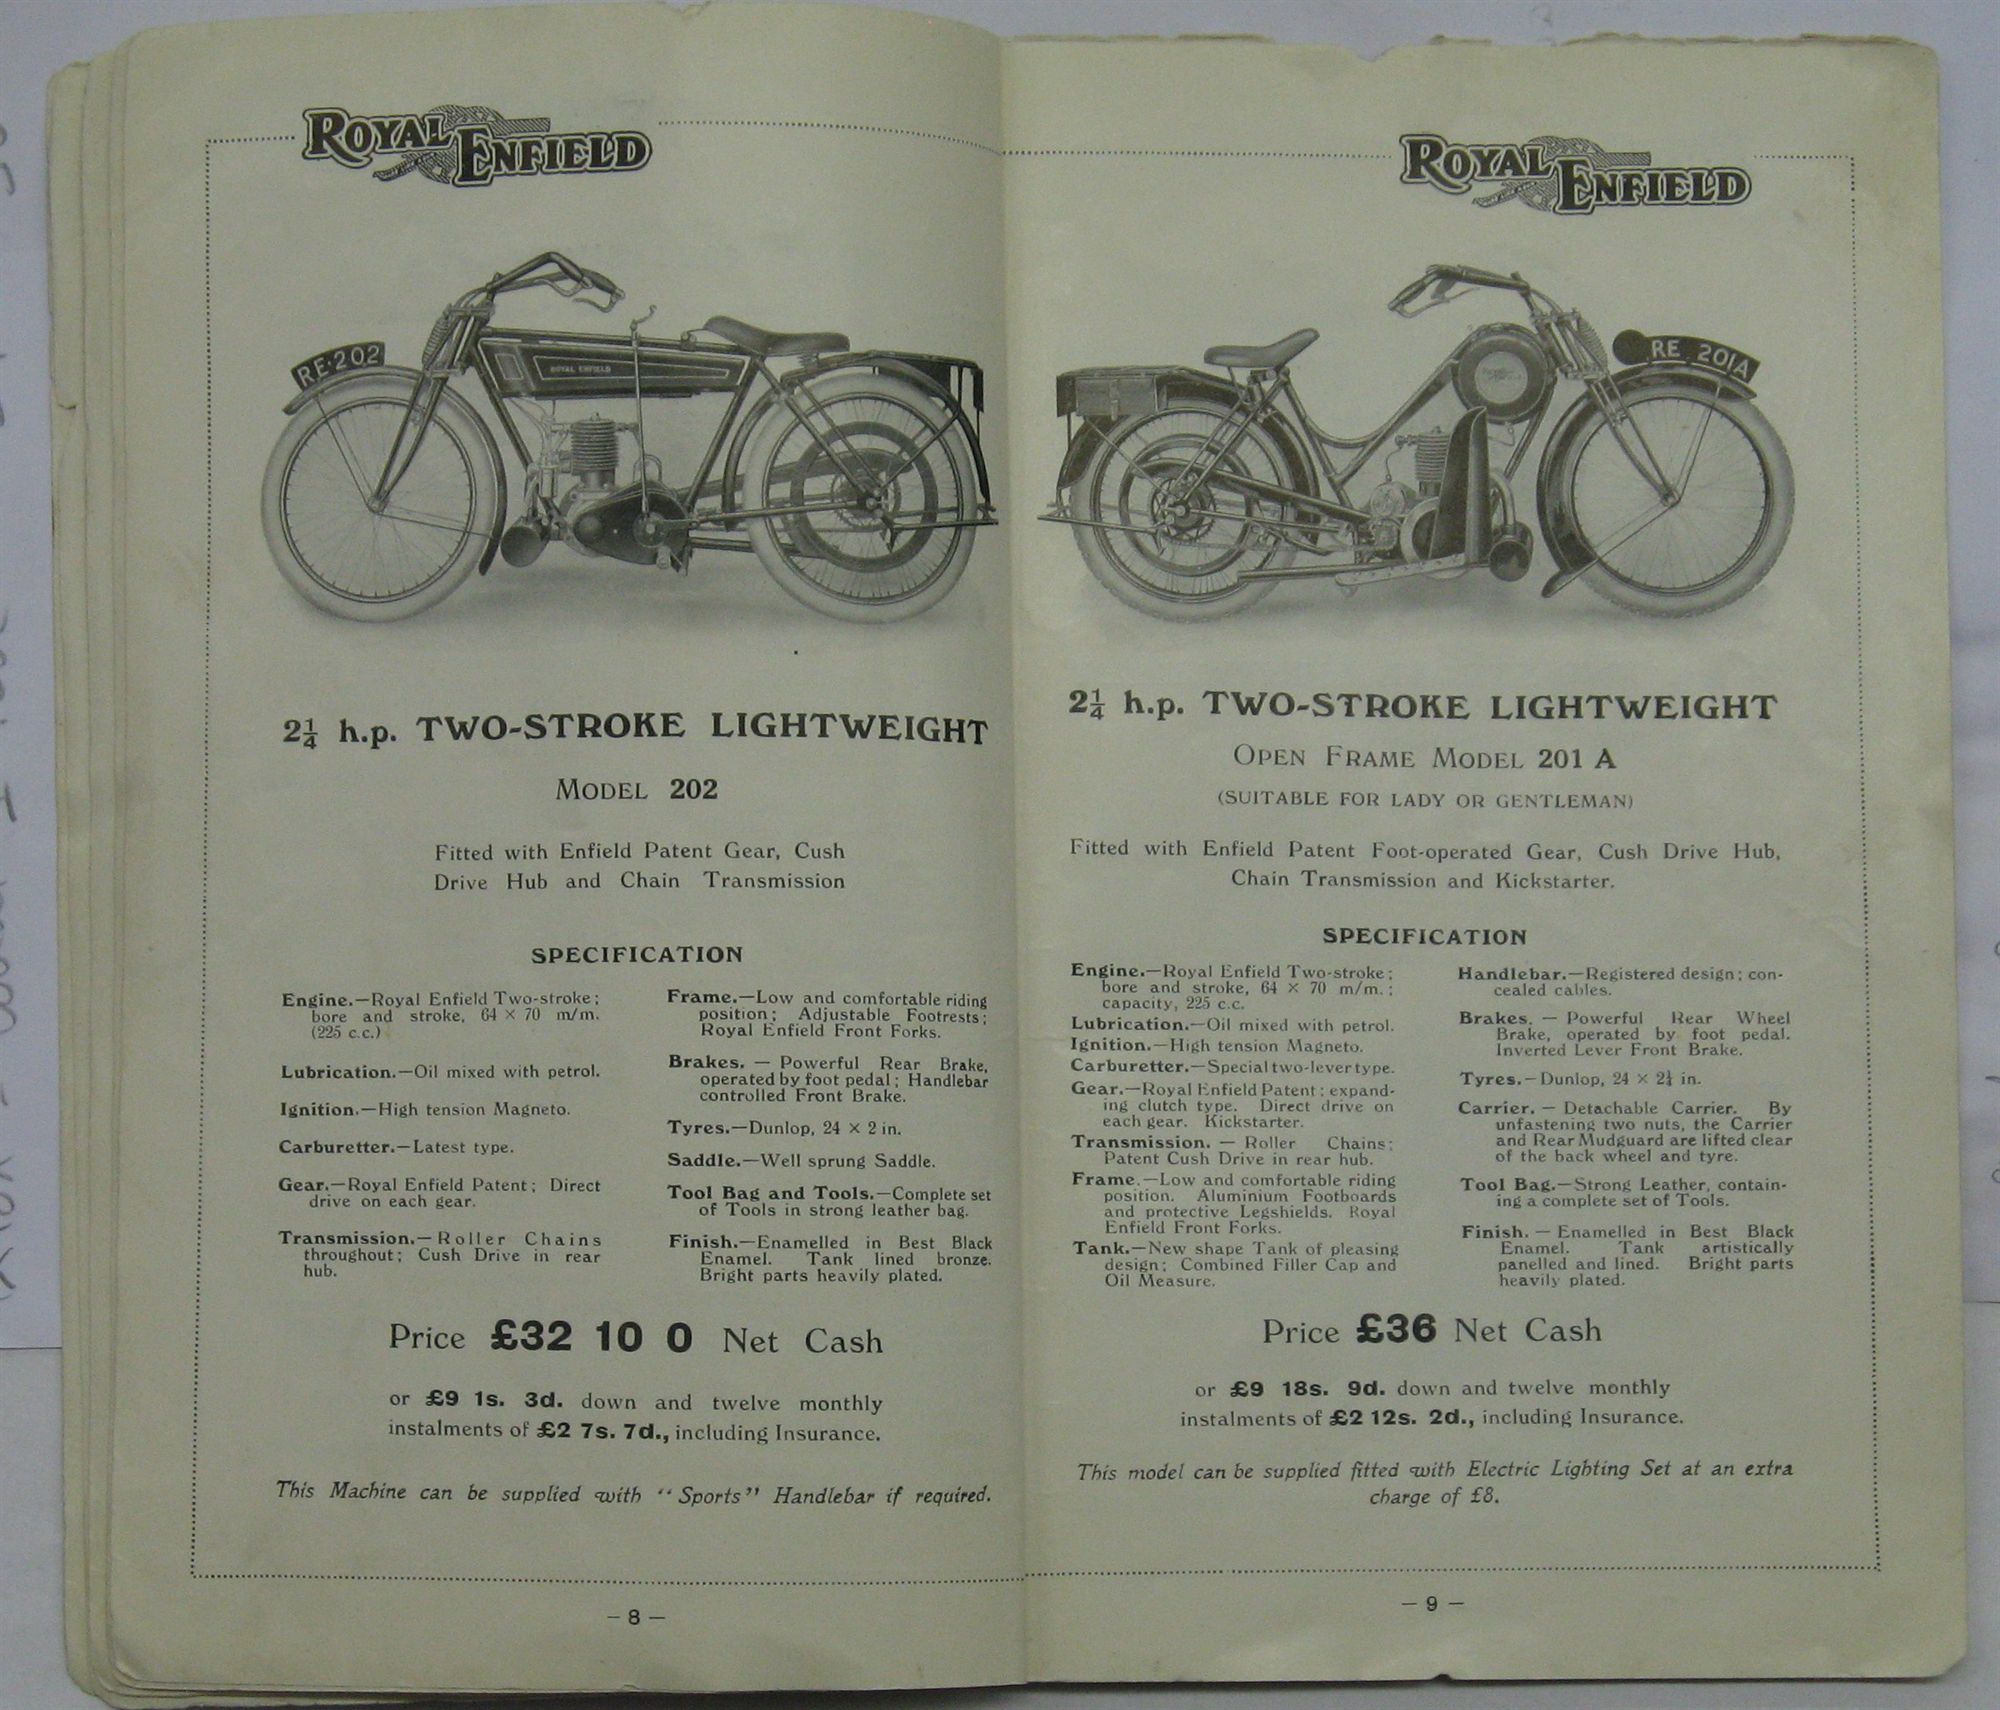 ROYAL ENFIELD
RE·202
ROYAL ENFIELD
2¼ h.p. TWO-STROKE LIGHTWEIGHT
MODEL 202
Fitted with Enfield Patent Gear, Cush
Drive Hub and Chain Transmission
SPECIFICATION
Engine.—Royal Enfield Two-stroke;
bore and stroke, 64 × 70 m/m.
(225 c.c.)
Lubrication.—Oil mixed with petrol.
Ignition.—High tension Magneto.
Carburetter.—Latest type.
Gear.—Royal Enfield Patent; Direct
drive on each gear.
Transmission.—Roller Chains
throughout; Cush Drive in rear
hub.
Frame.—Low and comfortable riding
position; Adjustable Footrests;
Royal Enfield Front Forks.
Brakes. — Powerful Rear Brake,
operated by foot pedal; Handlebar
controlled Front Brake.
Tyres.—Dunlop, 24 × 2 in.
Saddle.—Well sprung Saddle.
Tool Bag and Tools.—Complete set
of Tools in strong leather bag.
Finish.—Enamelled in Best Black
Enamel. Tank lined bronze.
Bright parts heavily plated.
Price £32 10 0 Net Cash
or £9 1s. 3d. down and twelve monthly
instalments of £2 7s. 7d., including Insurance.
This Machine can be supplied with "Sports" Handlebar if required.
— 8 —
ROYAL ENFIELD
RE 201A
2¼ h.p. TWO-STROKE LIGHTWEIGHT
OPEN FRAME MODEL 201 A
(SUITABLE FOR LADY OR GENTLEMAN)
Fitted with Enfield Patent Foot-operated Gear, Cush Drive Hub,
Chain Transmission and Kickstarter.
SPECIFICATION
Engine.—Royal Enfield Two-stroke;
bore and stroke, 64 × 70 m/m.;
capacity, 225 c.c.
Lubrication.—Oil mixed with petrol.
Ignition.—High tension Magneto.
Carburetter.—Special two-lever type.
Gear.—Royal Enfield Patent; expand-
ing clutch type. Direct drive on
each gear. Kickstarter.
Transmission. — Roller Chains;
Patent Cush Drive in rear hub.
Frame.—Low and comfortable riding
position. Aluminium Footboards
and protective Legshields. Royal
Enfield Front Forks.
Tank.—New shape Tank of pleasing
design; Combined Filler Cap and
Oil Measure.
Handlebar.—Registered design; con-
cealed cables.
Brakes. — Powerful Rear Wheel
Brake, operated by foot pedal.
Inverted Lever Front Brake.
Tyres.—Dunlop, 24 × 2¼ in.
Carrier. — Detachable Carrier. By
unfastening two nuts, the Carrier
and Rear Mudguard are lifted clear
of the back wheel and tyre.
Tool Bag.—Strong Leather, contain-
ing a complete set of Tools.
Finish. — Enamelled in Best Black
Enamel. Tank artistically
panelled and lined. Bright parts
heavily plated.
Price £36 Net Cash
or £9 18s. 9d. down and twelve monthly
instalments of £2 12s. 2d., including Insurance.
This model can be supplied fitted with Electric Lighting Set at an extra
charge of £8.
— 9 —